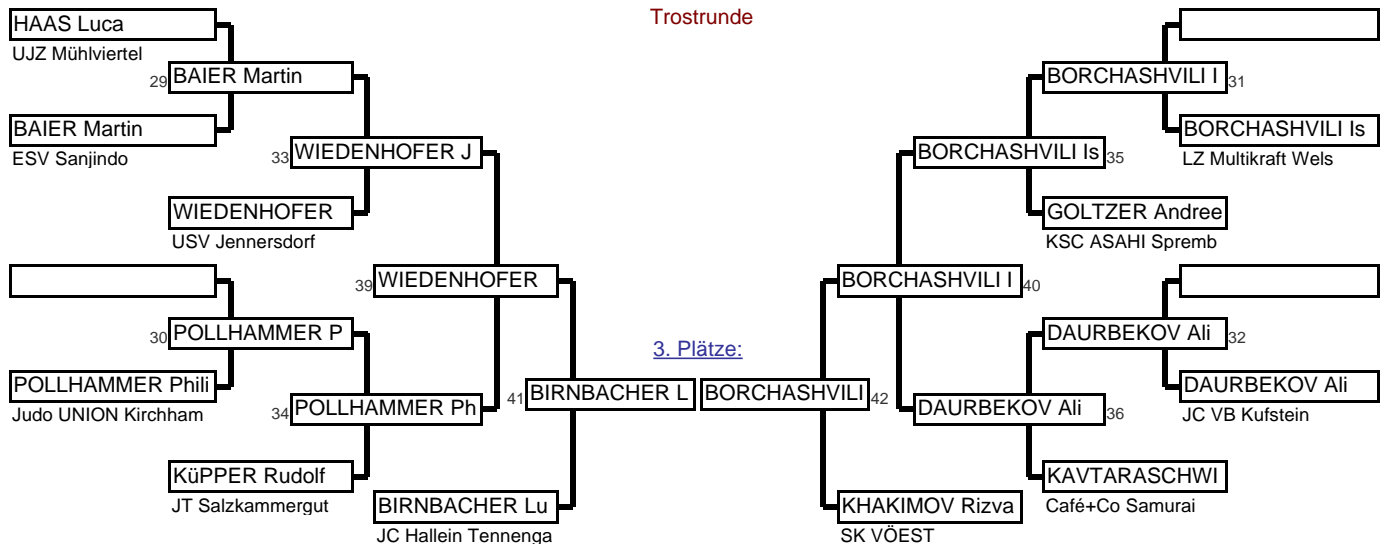 Trostrunde
HAAS Luca
UJZ Mühlviertel
29 BAIER Martin
BAIER Martin
ESV Sanjindo
33 WIEDENHOFER J
WIEDENHOFER
USV Jennersdorf
39 WIEDENHOFER
30 POLLHAMMER P
POLLHAMMER Phili
Judo UNION Kirchham
34 POLLHAMMER Ph
KüPPER Rudolf
JT Salzkammergut
41 BIRNBACHER L
BIRNBACHER Lu
JC Hallein Tennenga
3. Plätze:
BORCHASHVILI I 31
BORCHASHVILI Is
LZ Multikraft Wels
BORCHASHVILI Is 35
GOLTZER Andree
KSC ASAHI Spremb
BORCHASHVILI I 40
DAURBEKOV Ali 32
DAURBEKOV Ali
JC VB Kufstein
BORCHASHVILI 42
DAURBEKOV Ali 36
KAVTARASCHWI
Café+Co Samurai
KHAKIMOV Rizva
SK VÖEST